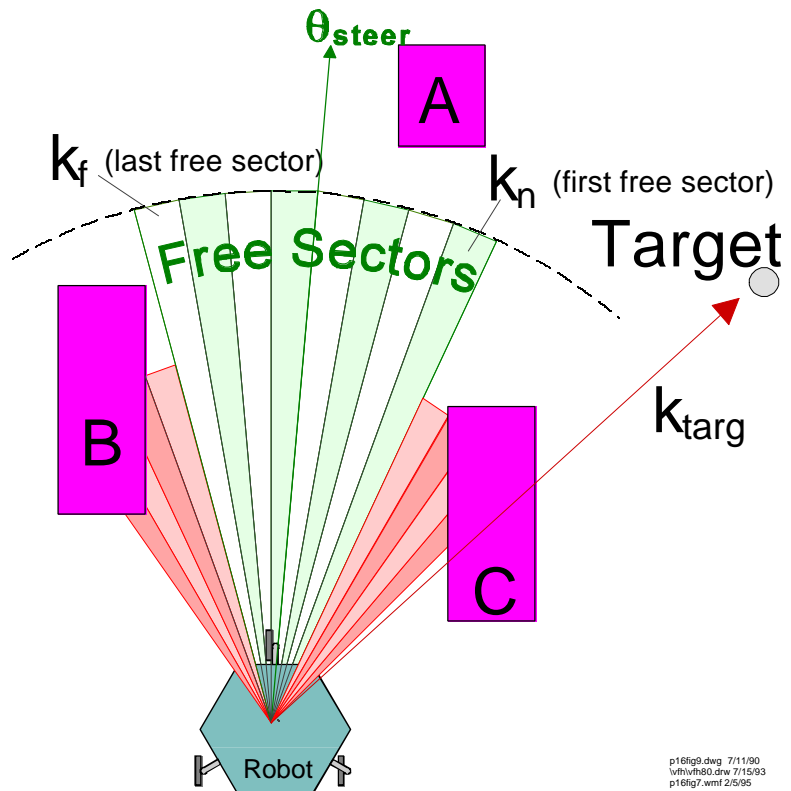 θsteer
A
kf (last free sector)
kn (first free sector)
Target
Free Sectors
B
ktarg
C
Robot
p16fig9.dwg 7/11/90
\vfh\vfh80.drw 7/15/93
p16fig7.wmf 2/5/95